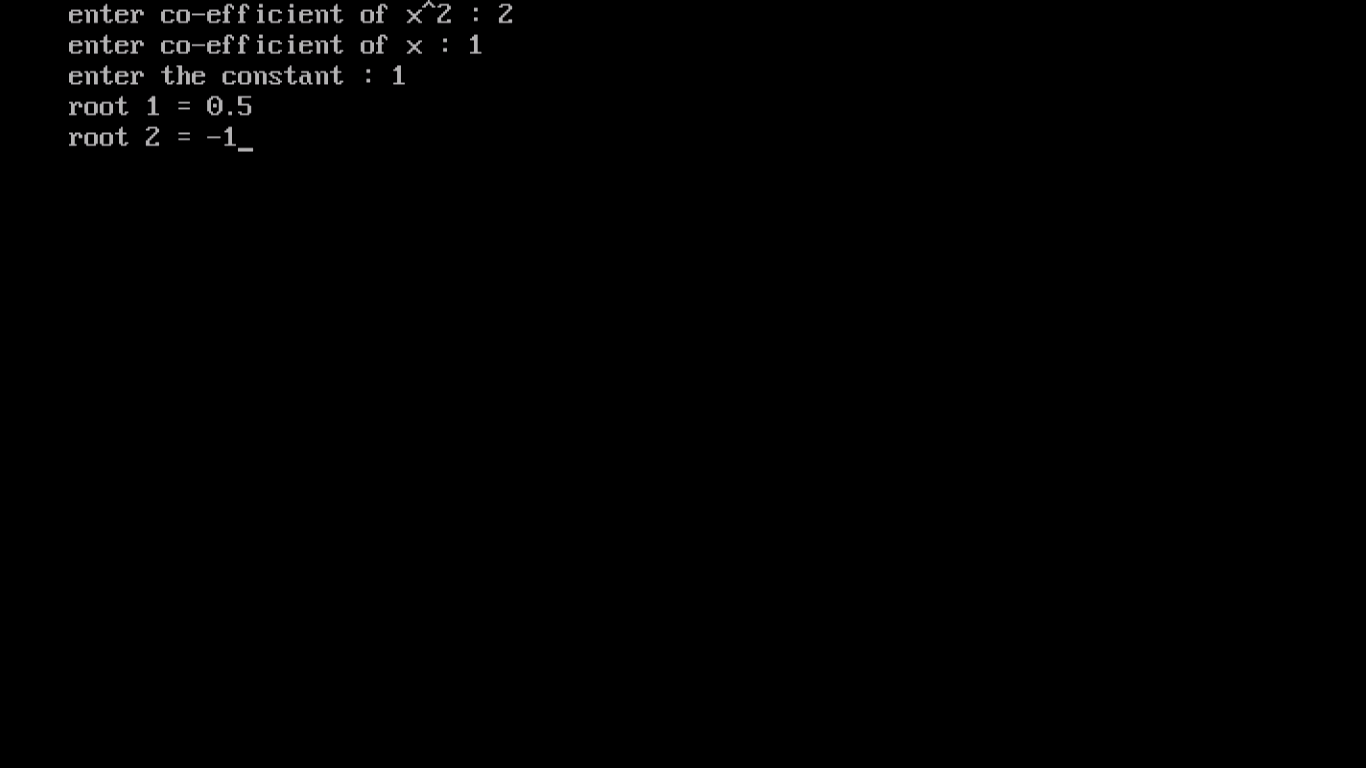 enter co-efficient of x^2 : 2
enter co-efficient of x : 1
enter the constant : 1
root 1 = 0.5
root 2 = -1_